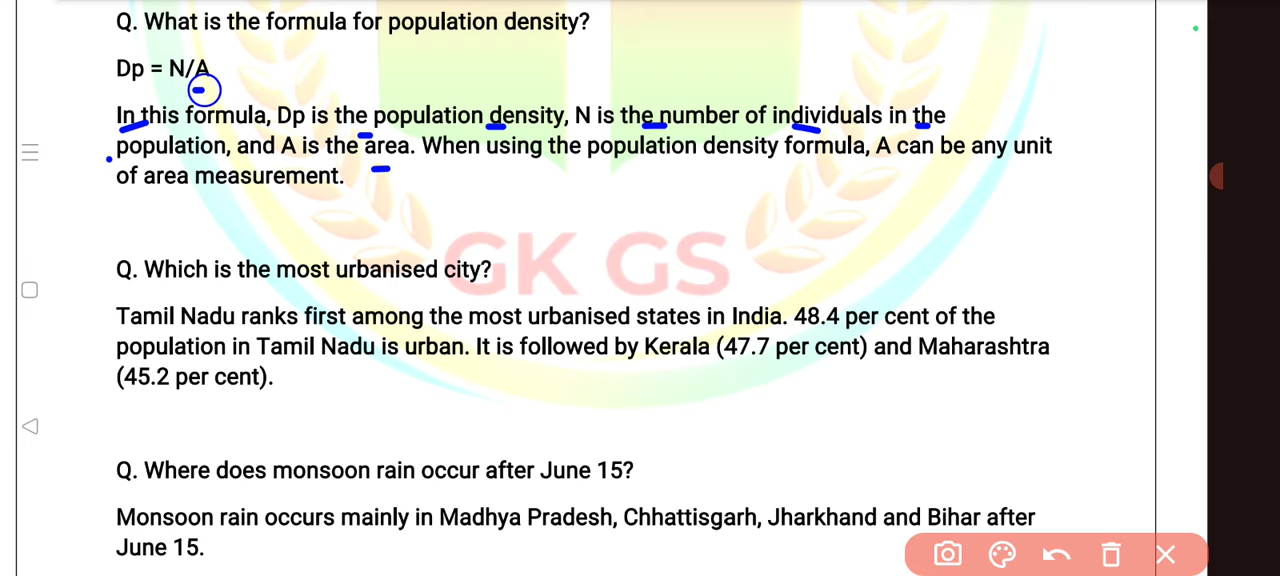 Q. What is the formula for population density?
Dp = N/A
In this formula, Dp is the population density, N is the number of individuals in the
population, and A is the area. When using the population density formula, A can be any unit
of area measurement.
GK GS
Q. Which is the most urbanised city?
Tamil Nadu ranks first among the most urbanised states in India. 48.4 per cent of the
population in Tamil Nadu is urban. It is followed by Kerala (47.7 per cent) and Maharashtra
(45.2 per cent).
Q. Where does monsoon rain occur after June 15?
Monsoon rain occurs mainly in Madhya Pradesh, Chhattisgarh, Jharkhand and Bihar after
June 15.